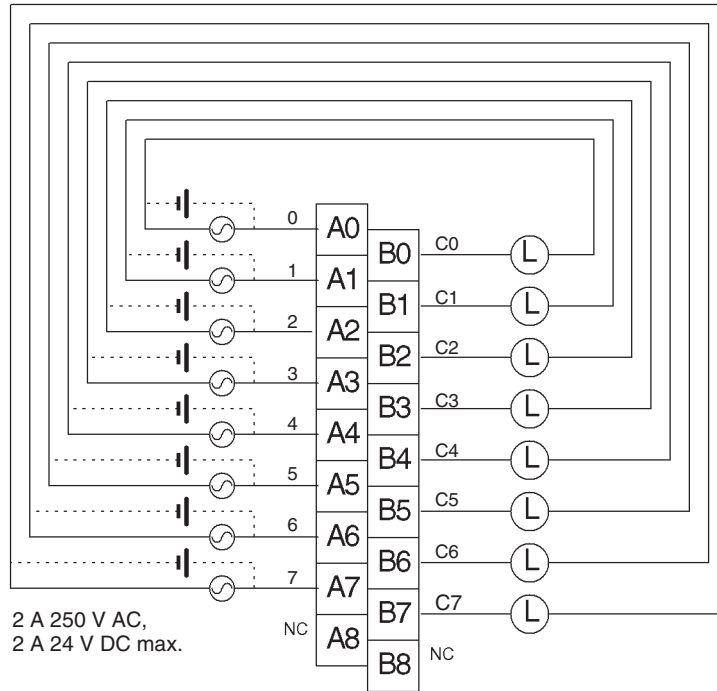 0 A0
B0 C0 L
1 A1
B1 C1 L
2 A2
B2 C2 L
3 A3
B3 C3 L
4 A4
B4 C4 L
5 A5
B5 C5 L
6 A6
B6 C6 L
7 A7
B7 C7 L
2 A 250 V AC,
2 A 24 V DC max.
NC A8
B8 NC